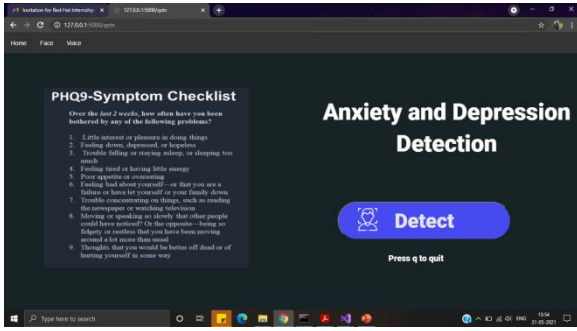 Invitation for Red Hat Internship
127.0.0.1:5000/qstn
127.0.0.1:5000/qstn
Home Face Voice
PHQ9-Symptom Checklist
Over the last 2 weeks, how often have you been
bothered by any of the following problems?
1. Little interest or pleasure in doing things
2. Feeling down, depressed, or hopeless
3. Trouble falling or staying asleep, or sleeping too
much
4. Feeling tired or having little energy
5. Poor appetite or overeating
6. Feeling bad about yourself—or that you are a
failure or have let yourself or your family down
7. Trouble concentrating on things, such as reading
the newspaper or watching television
8. Moving or speaking so slowly that other people
could have noticed? Or the opposite—being so
fidgety or restless that you have been moving
around a lot more than usual
9. Thoughts that you would be better off dead or of
hurting yourself in some way
Anxiety and Depression
Detection
Detect
Press q to quit
Type here to search
ENG
15:54
31-05-2021